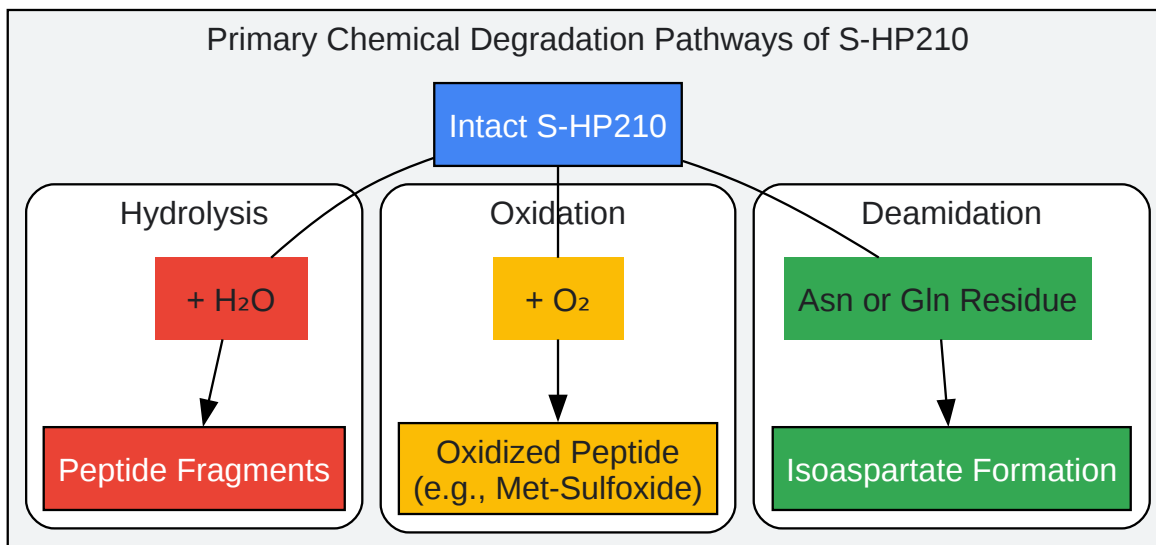 Primary Chemical Degradation Pathways of S-HP210
Intact S-HP210
Hydrolysis
+ H₂O
Peptide Fragments
Oxidation
+ O₂
Oxidized Peptide
(e.g., Met-Sulfoxide)
Deamidation
Asn or Gln Residue
Isoaspartate Formation